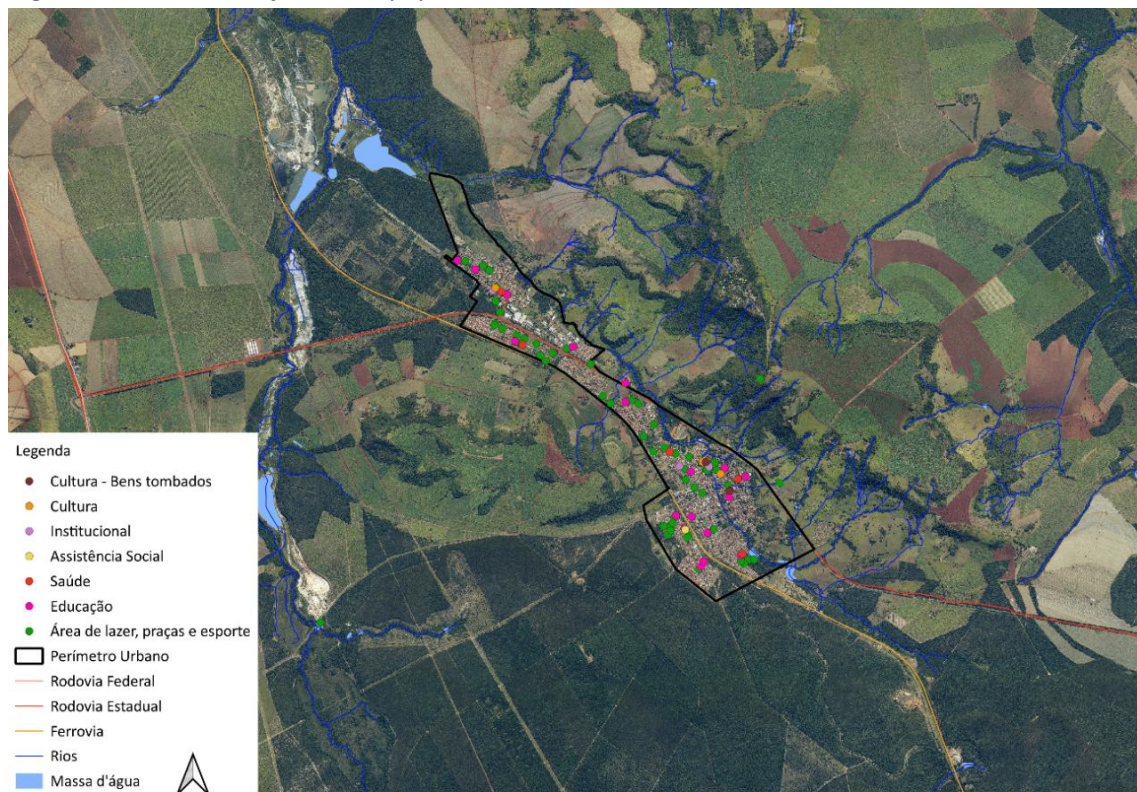 Legenda
Cultura - Bens tombados
Cultura
Institucional
Assistência Social
Saúde
Educação
Área de lazer, praças e esporte
Perímetro Urbano
Rodovia Federal
Rodovia Estadual
Ferrovia
Rios
Massa d'água